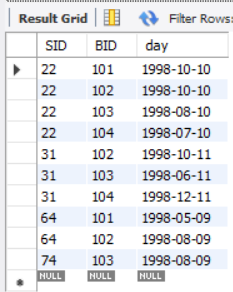 Result Grid Filter Rows:
SID BID day
22 101 1998-10-10
22 102 1998-10-10
22 103 1998-08-10
22 104 1998-07-10
31 102 1998-10-11
31 103 1998-06-11
31 104 1998-12-11
64 101 1998-05-09
64 102 1998-08-09
74 103 1998-08-09
NULL NULL NULL